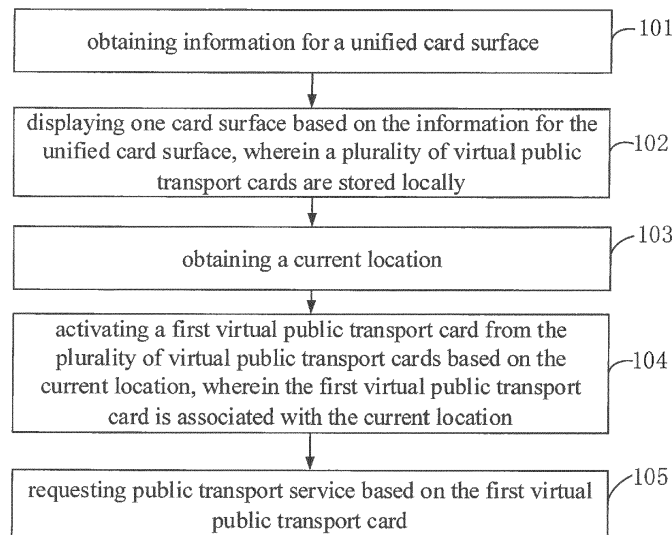 obtaining information for a unified card surface
101
displaying one card surface based on the information for the
unified card surface, wherein a plurality of virtual public
transport cards are stored locally
102
obtaining a current location
103
activating a first virtual public transport card from the
plurality of virtual public transport cards based on the
current location, wherein the first virtual public transport
card is associated with the current location
104
requesting public transport service based on the first virtual
public transport card
105